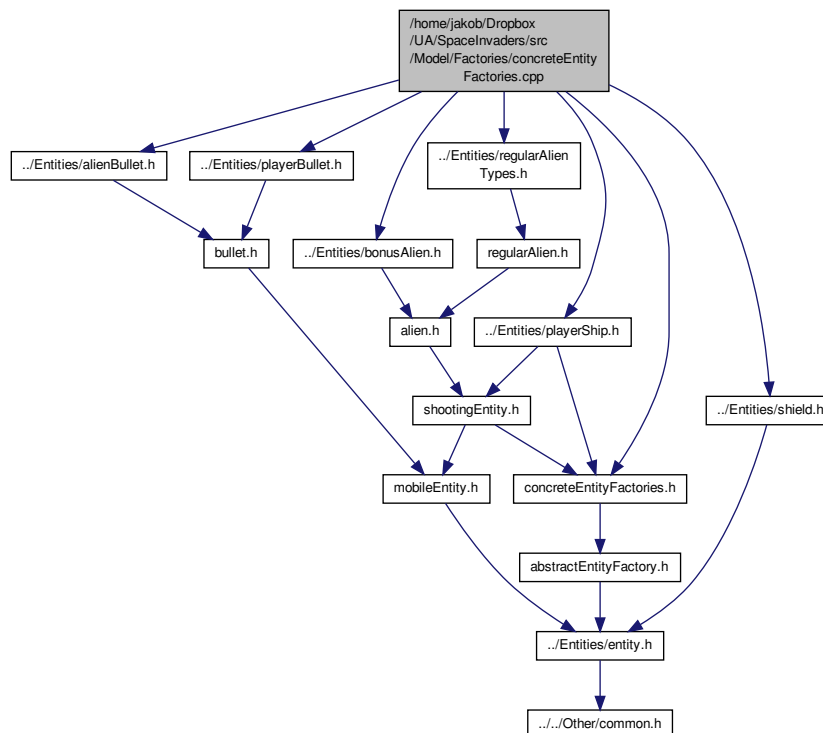 /home/jakob/Dropbox
/UA/SpaceInvaders/src
/Model/Factories/concreteEntity
Factories.cpp
../Entities/alienBullet.h
../Entities/playerBullet.h
../Entities/regularAlien
Types.h
bullet.h
../Entities/bonusAlien.h
regularAlien.h
alien.h
../Entities/playerShip.h
shootingEntity.h
../Entities/shield.h
mobileEntity.h
concreteEntityFactories.h
abstractEntityFactory.h
../Entities/entity.h
../../Other/common.h